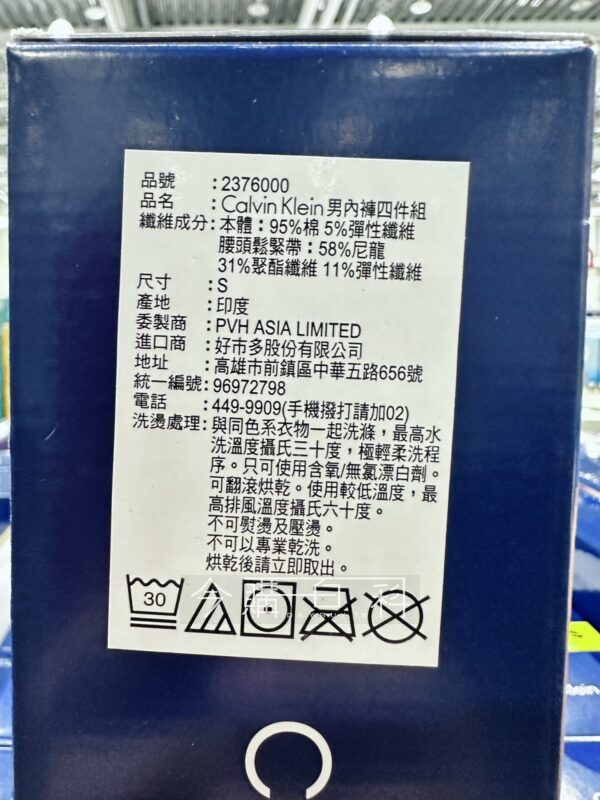 品號 : 2376000
品名 : Calvin Klein 男內褲四件組
纖維成分 : 本體：95%棉 5%彈性纖維
腰頭鬆緊帶：58%尼龍
31%聚酯纖維 11%彈性纖維
尺寸 : S
產地 : 印度
委製商 : PVH ASIA LIMITED
進口商 : 好市多股份有限公司
地址 : 高雄市前鎮區中華五路656號
統一編號 : 96972798
電話 : 449-9909(手機撥打請加02)
洗燙處理 : 與同色系衣物一起洗滌，最高水
洗溫度攝氏三十度，極輕柔洗程
序。只可使用含氧/無氯漂白劑。
可翻滾烘乾。使用較低溫度，最
高排風溫度攝氏六十度。
不可熨燙及壓燙。
不可以專業乾洗。
烘乾後請立即取出。
今購百科
30
lein